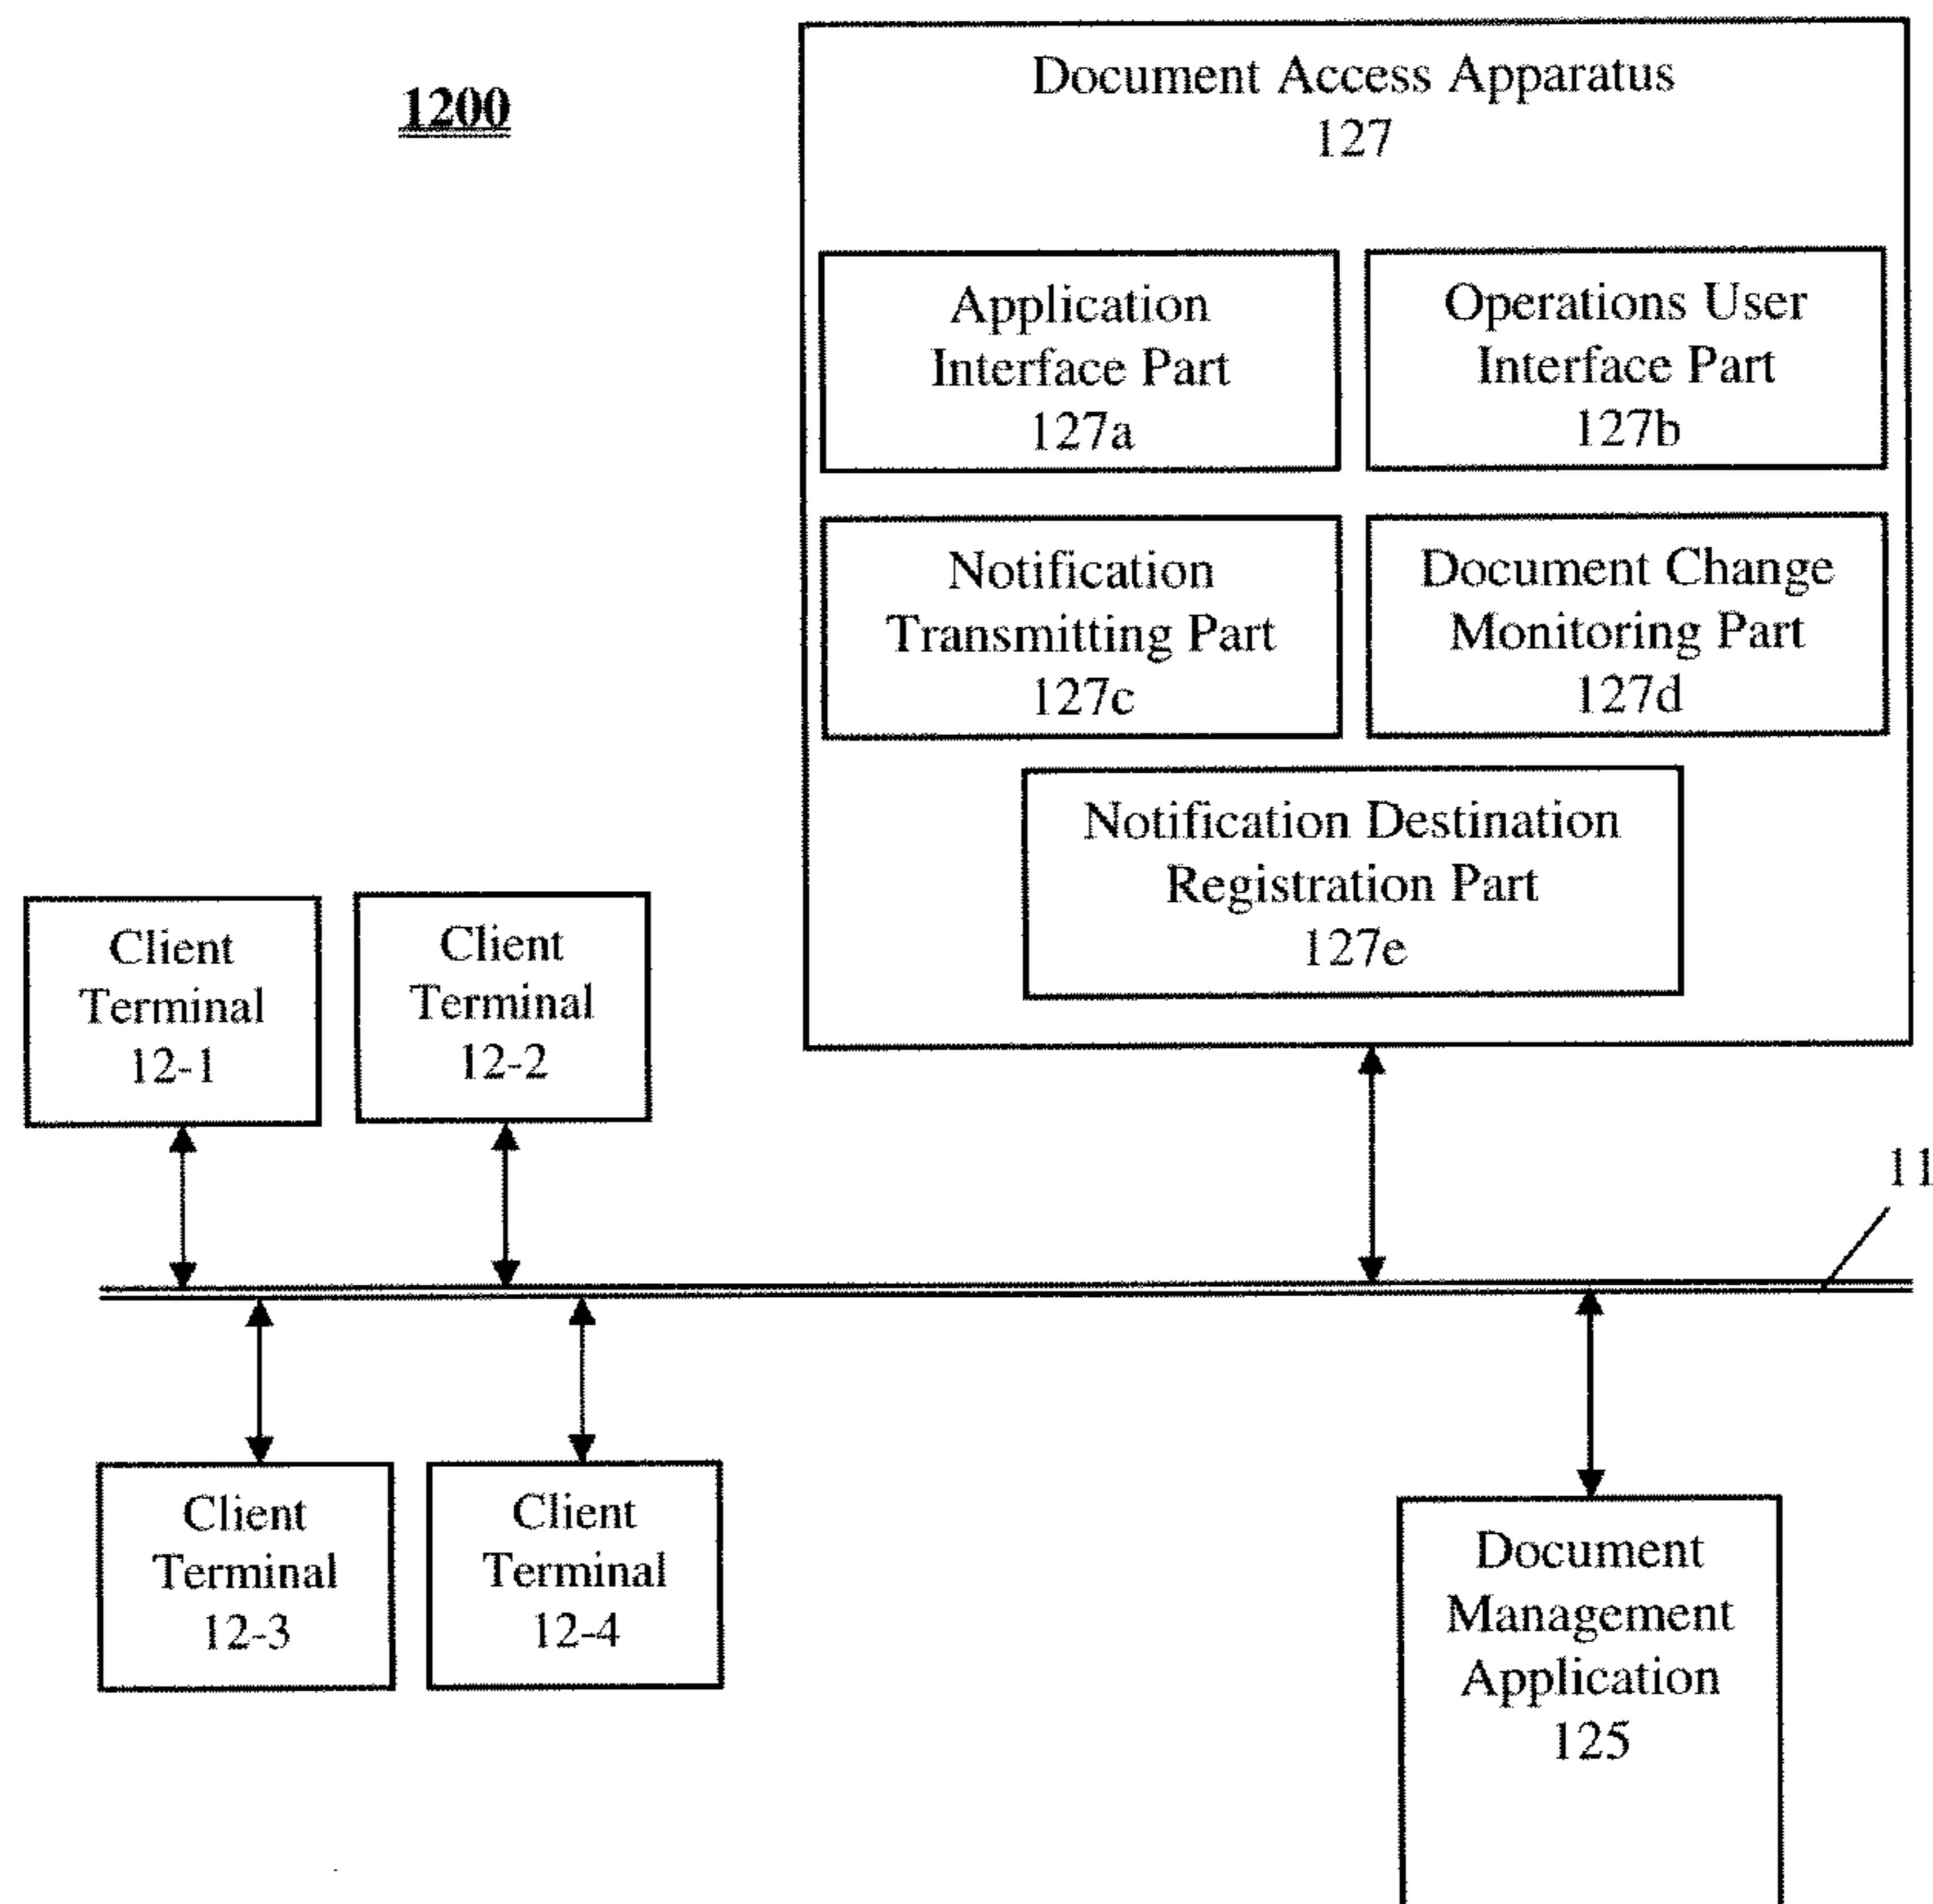 1200
Document Access Apparatus
127
Application
Interface Part
127a
Operations User
Interface Part
127b
Notification
Transmitting Part
127c
Document Change
Monitoring Part
127d
Notification Destination
Registration Part
127e
Client
Terminal
12-1
Client
Terminal
12-2
11
Client
Terminal
12-3
Client
Terminal
12-4
Document
Management
Application
125